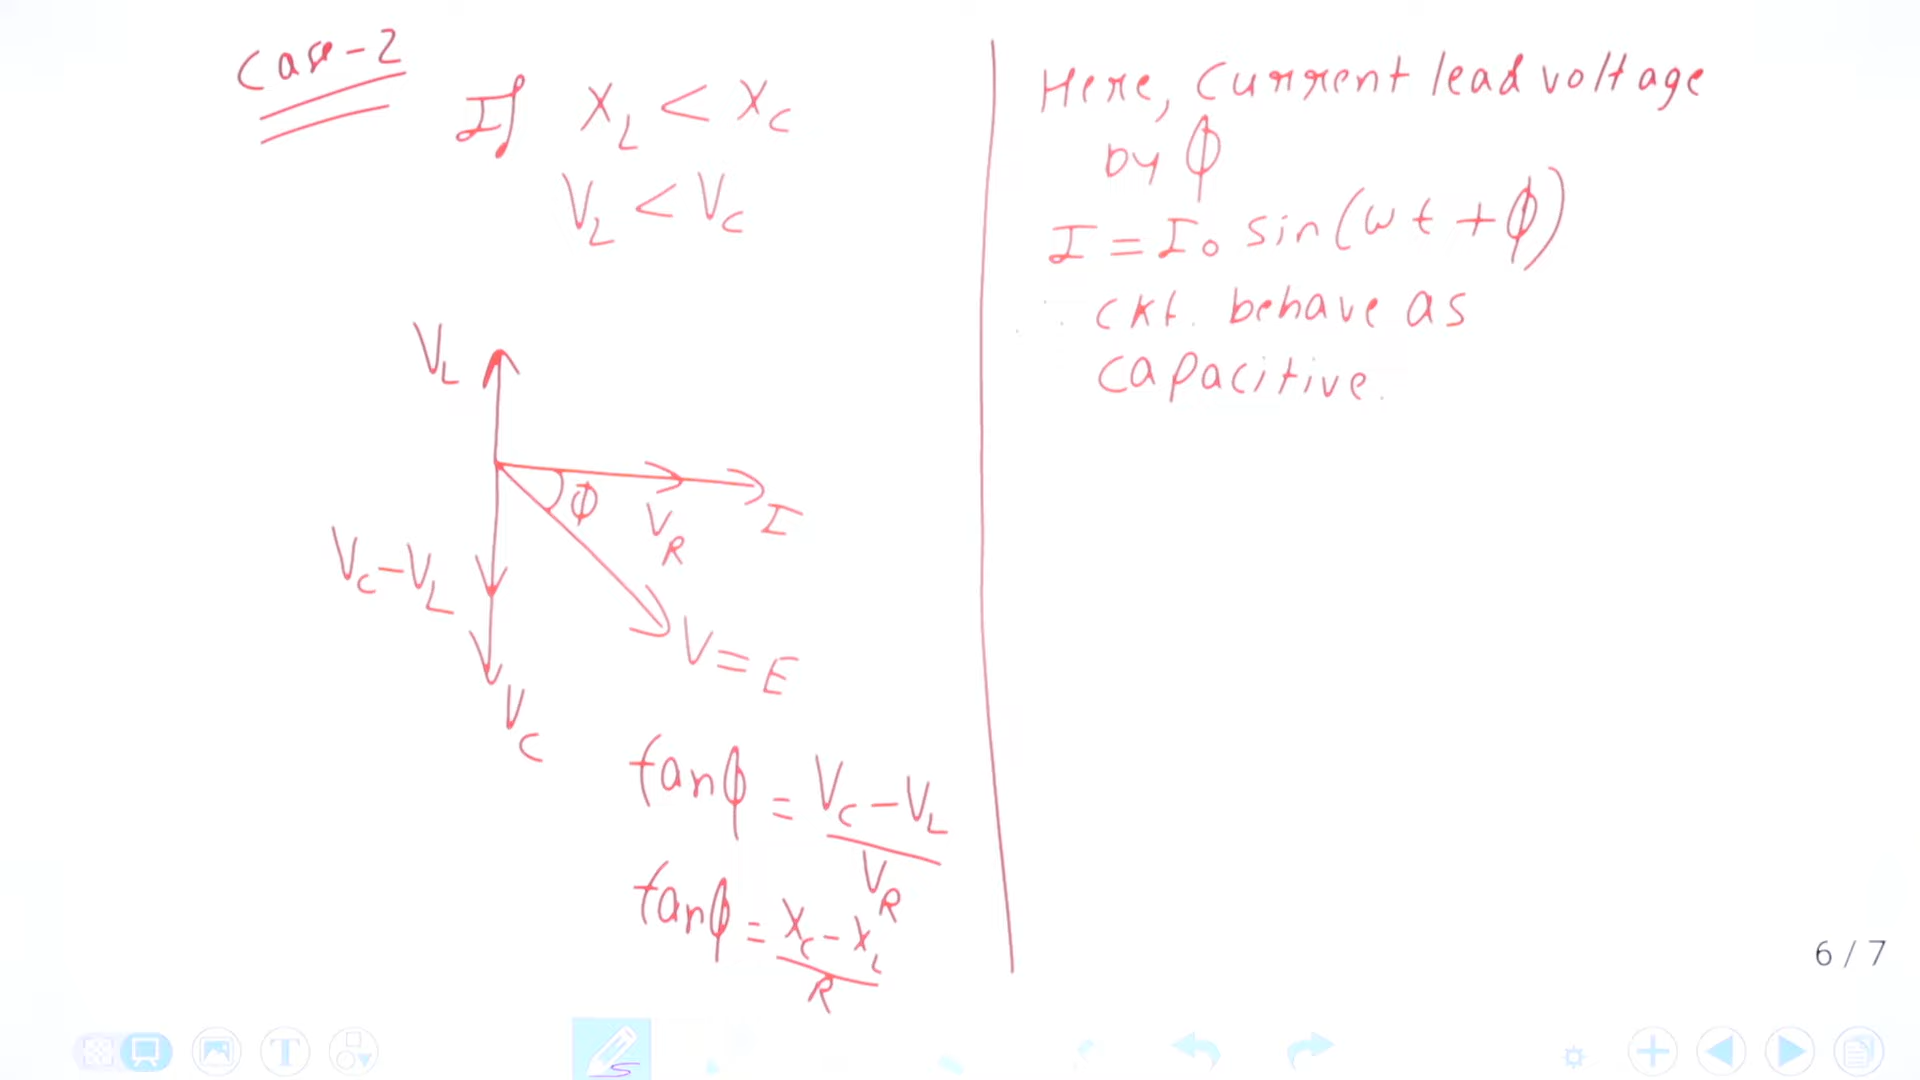 Case-2
If X_L < X_C
V_L < V_C
V_L
Φ
V_R
I
V_C-V_L
V=E
V_C
tanϕ = V_C-V_L / V_R
tanϕ = X_C-X_L / R
Here, Current lead voltage
by ϕ
I = I₀ sin(ωt+ϕ)
ckt. behave as
capacitive.
6 / 7
T